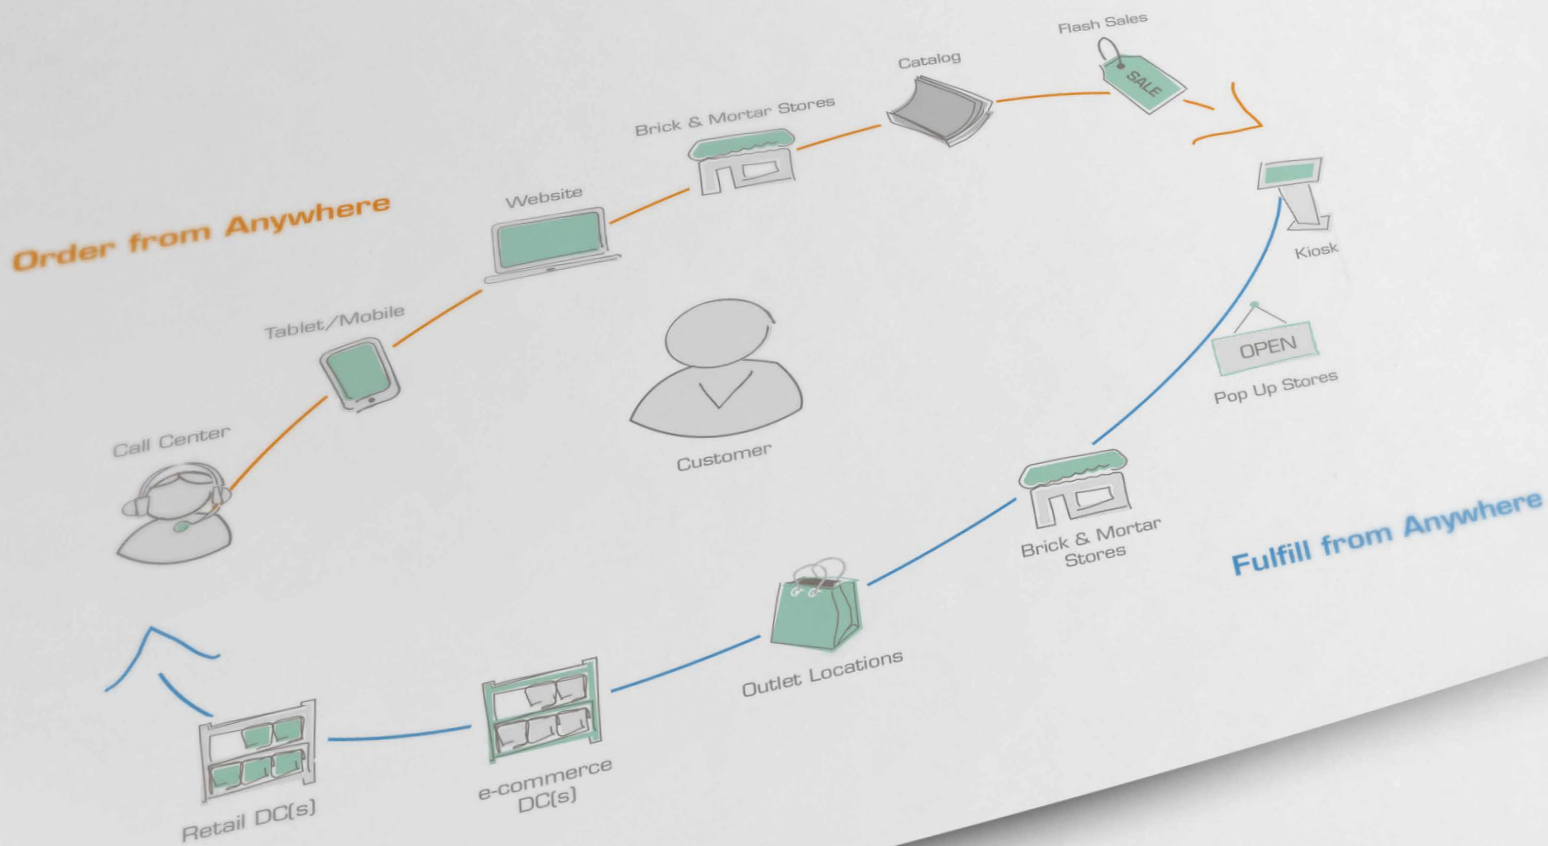 Flash Sales
Catalog
SALE
Brick & Mortar Stores
Website
Order from Anywhere
Tablet/Mobile
Call Center
Customer
Kiosk
OPEN
Pop Up Stores
Brick & Mortar
Stores
Fulfill from Anywhere
Outlet Locations
e-commerce
DC(s)
Retail DC(s)